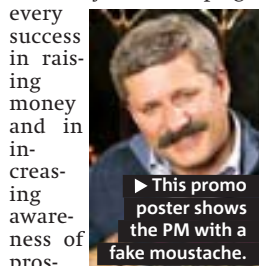 every
success
in rais-
ing
money
and in
in-
creas-
ing
aware-
ness of
pros-
▶ This promo
poster shows
the PM with a
fake moustache.